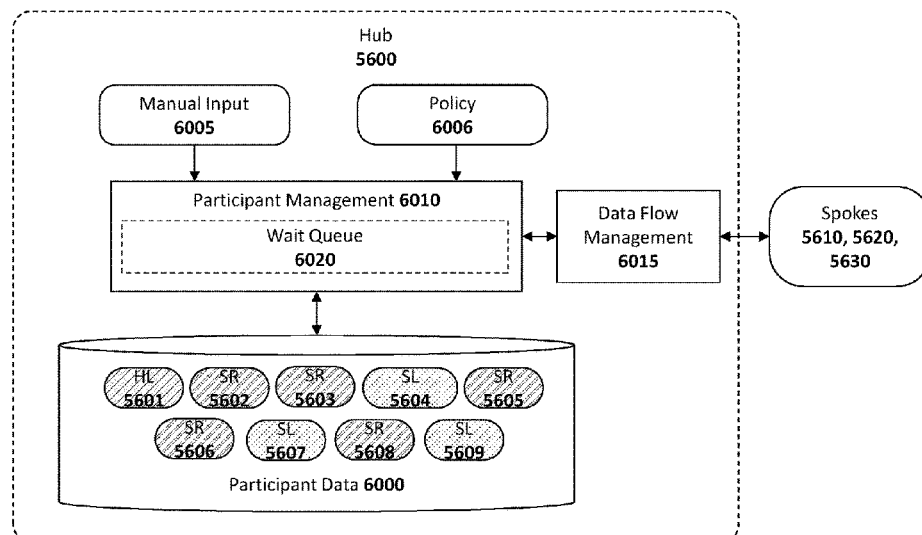 Hub
5600
Manual Input
6005
Policy
6006
Participant Management 6010
Wait Queue
6020
Data Flow
Management
6015
Spokes
5610, 5620,
5630
HL
5601
SR
5602
SR
5603
SL
5604
SR
5605
SR
5606
SL
5607
SR
5608
SL
5609
Participant Data 6000